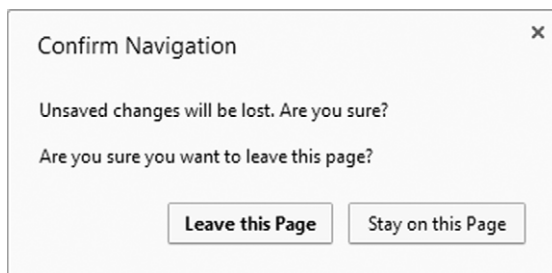 Confirm Navigation
Unsaved changes will be lost. Are you sure?
Are you sure you want to leave this page?
Leave this Page Stay on this Page